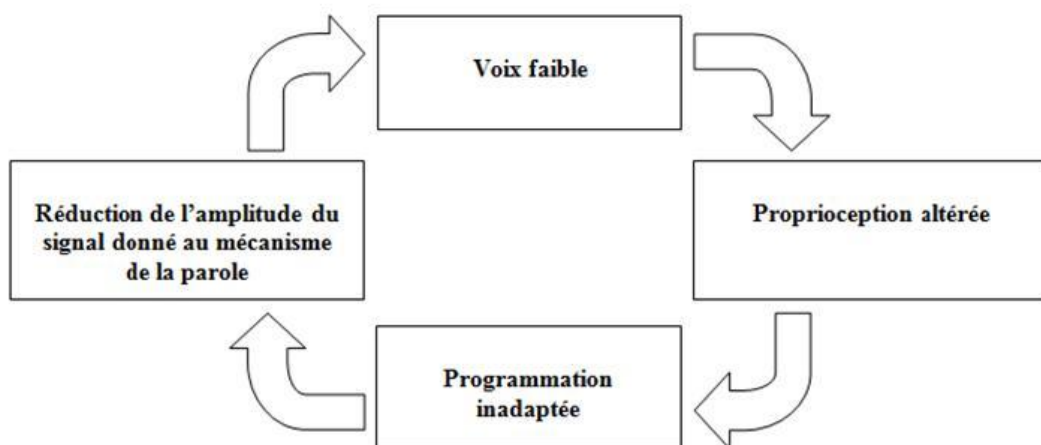 Voix faible
Proprioception altérée
Programmation
inadaptée
Réduction de l'amplitude du
signal donné au mécanisme
de la parole